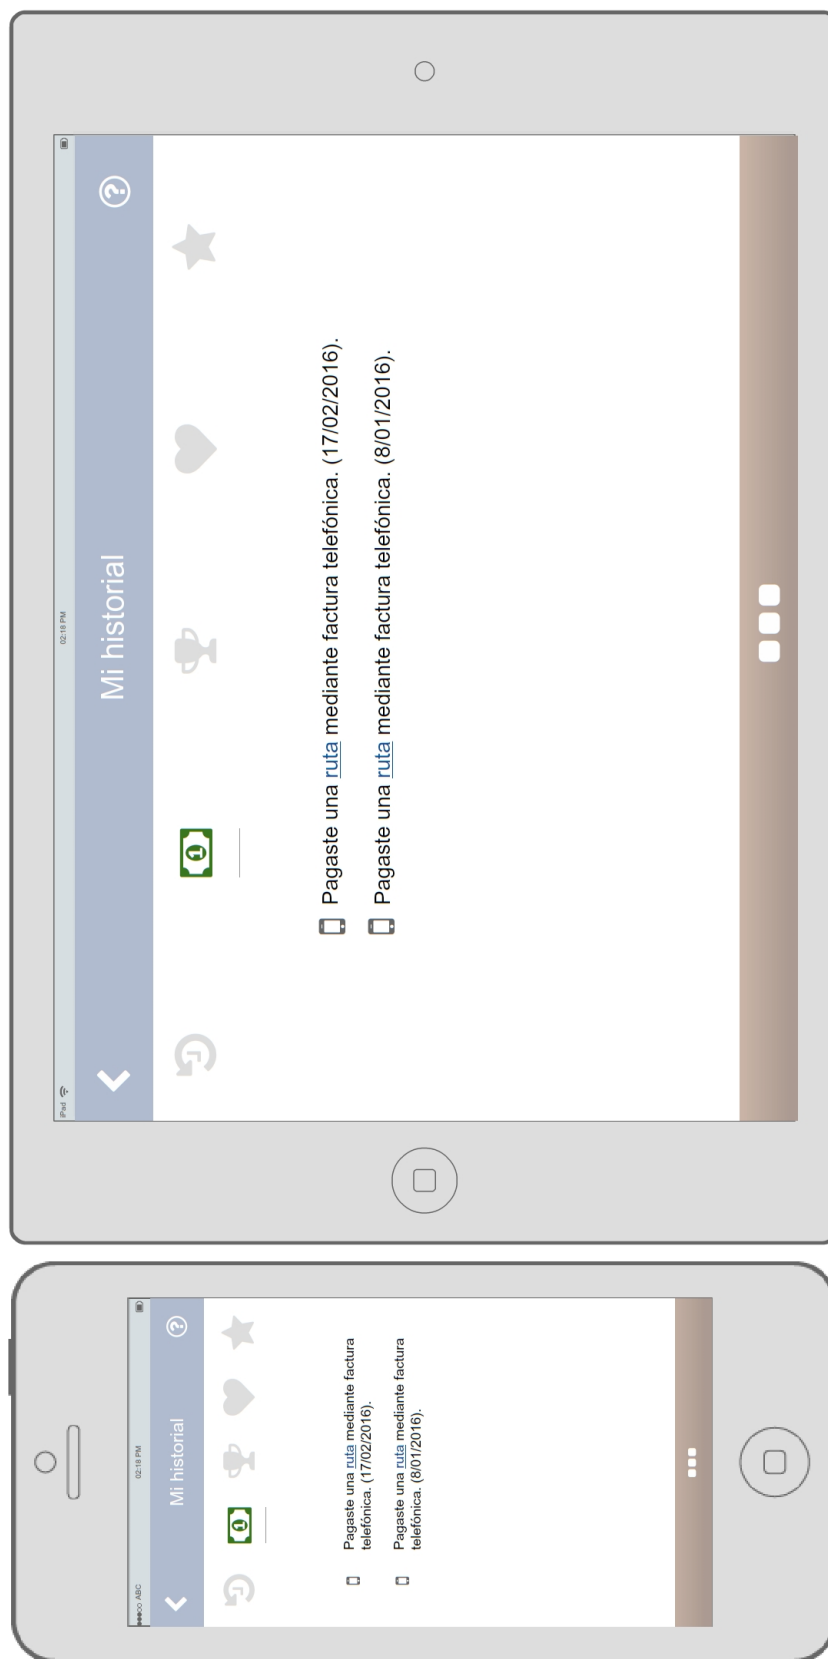 iPad 02:18 PM
Mi historial
Pagaste una ruta mediante factura telefónica. (17/02/2016).
Pagaste una ruta mediante factura telefónica. (8/01/2016).
ABC 02:18 PM
Mi historial
Pagaste una ruta mediante factura
telefónica. (17/02/2016).
Pagaste una ruta mediante factura
telefónica. (8/01/2016).